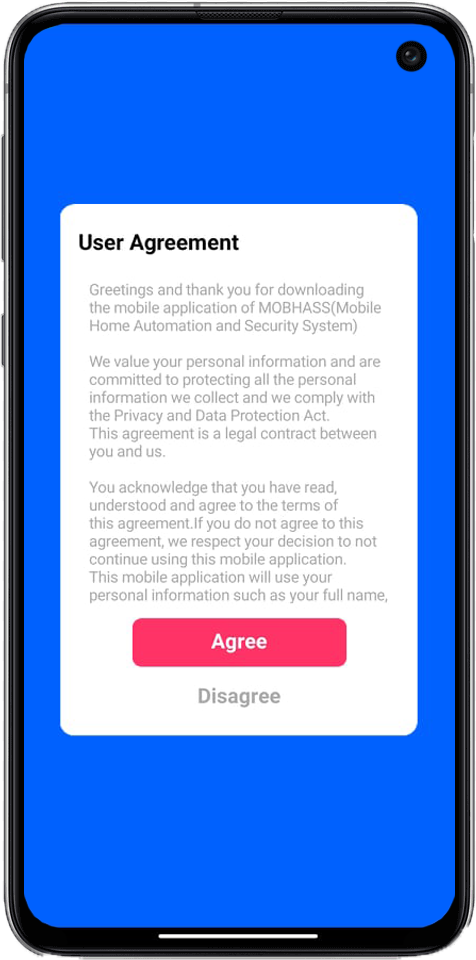 User Agreement
Greetings and thank you for downloading
the mobile application of MOBHASS(Mobile
Home Automation and Security System)
We value your personal information and are
committed to protecting all the personal
information we collect and we comply with
the Privacy and Data Protection Act.
This agreement is a legal contract between
you and us.
You acknowledge that you have read,
understood and agree to the terms of
this agreement.If you do not agree to this
agreement, we respect your decision to not
continue using this mobile application.
This mobile application will use your
personal information such as your full name,
Agree
Disagree